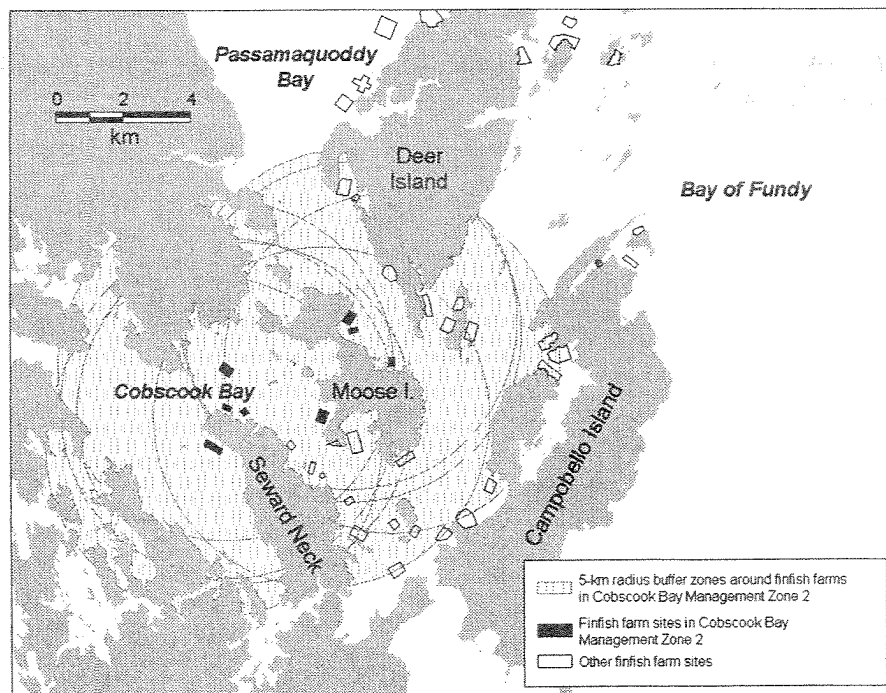 Passamaquoddy
Bay
0 2 4
km
Deer
Island
Bay of Fundy
Cobscook Bay
Moose I.
Seward Neck
Campobello Island
5-km radius buffer zones around finfish farms
in Cobscook Bay Management Zone 2
Finfish farm sites in Cobscook Bay
Management Zone 2
Other finfish farm sites